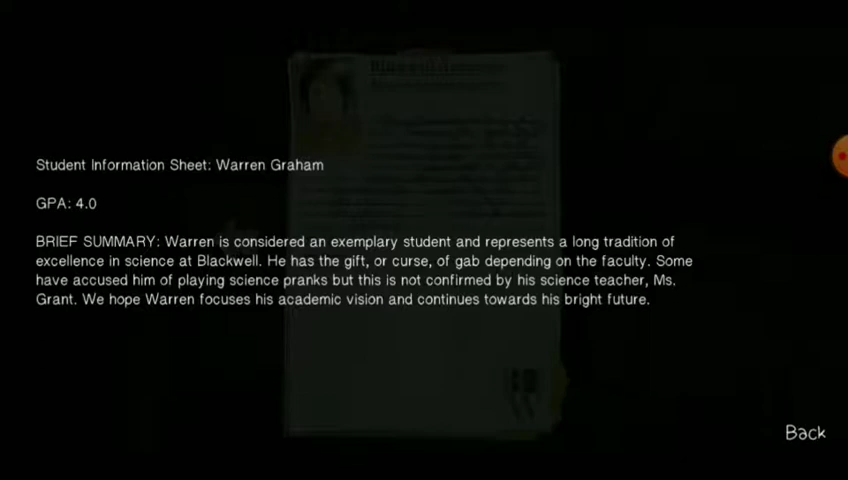 Student Information Sheet: Warren Graham
GPA: 4.0
BRIEF SUMMARY: Warren is considered an exemplary student and represents a long tradition of
excellence in science at Blackwell. He has the gift, or curse, of gab depending on the faculty. Some
have accused him of playing science pranks but this is not confirmed by his science teacher, Ms.
Grant. We hope Warren focuses his academic vision and continues towards his bright future.
Back